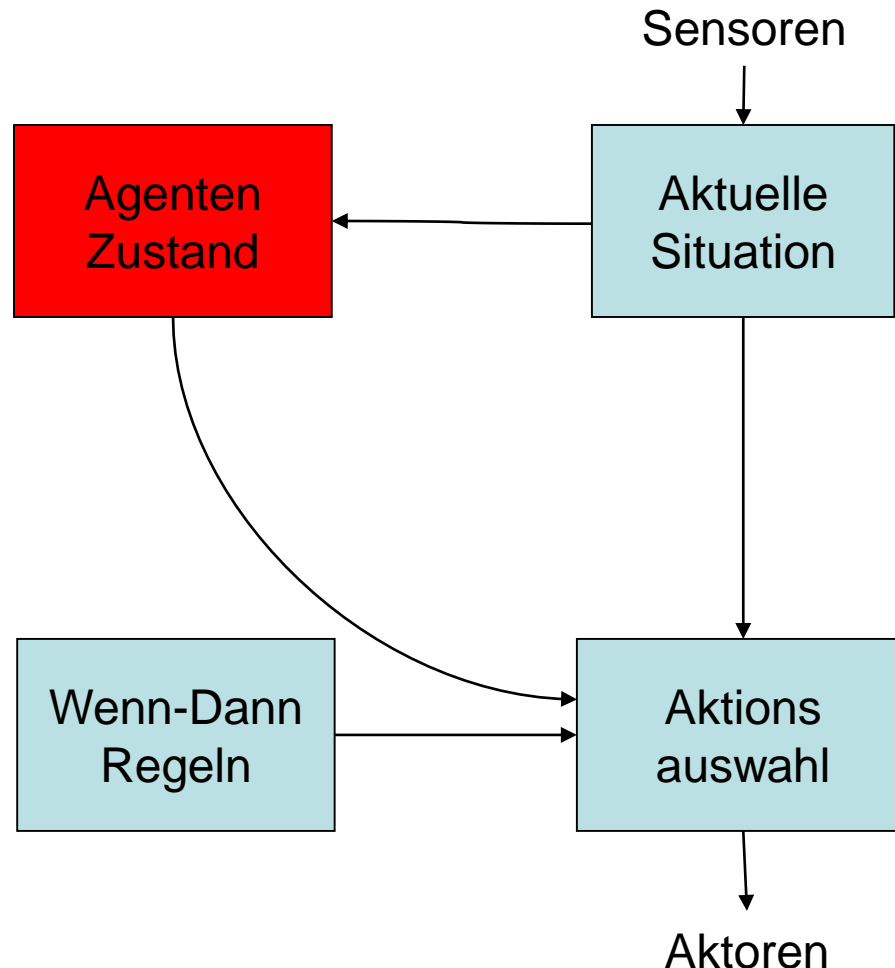 Sensoren
Agenten
Zustand
Aktuelle
Situation
Wenn-Dann
Regeln
Aktions
auswahl
Aktoren